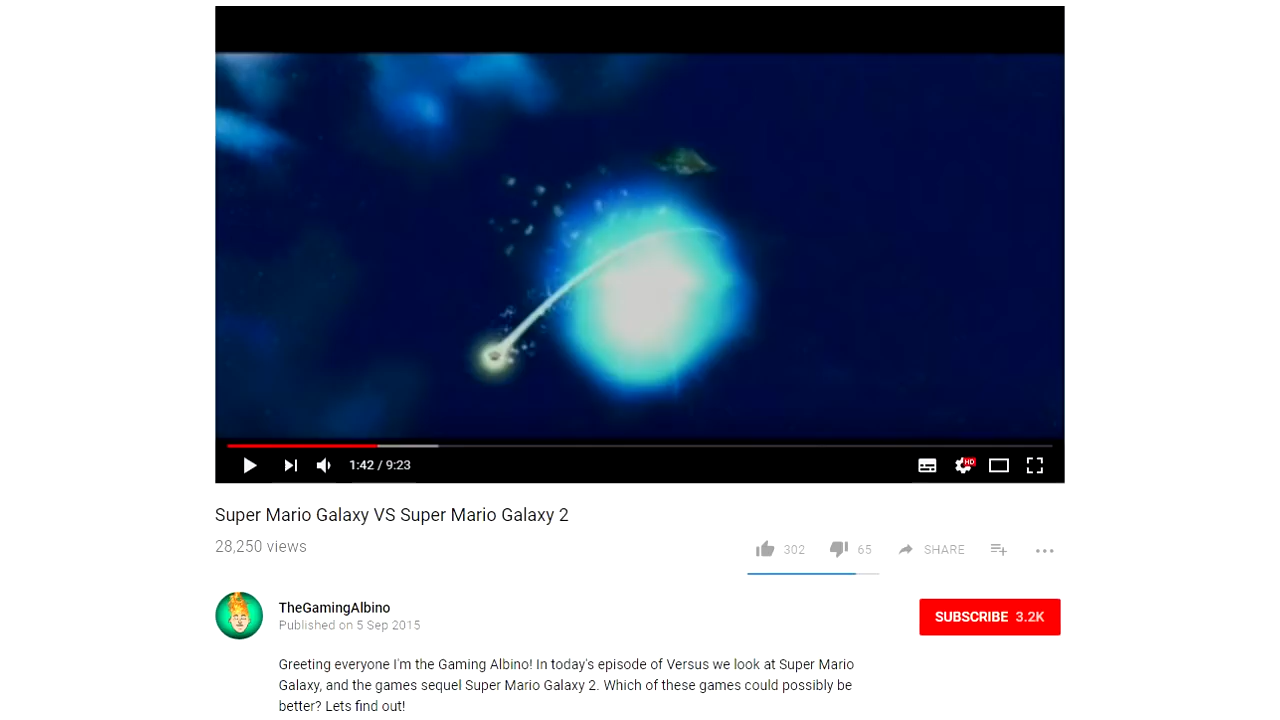 1:42 / 9:23
HD
Super Mario Galaxy VS Super Mario Galaxy 2
28,250 views
302 65 SHARE
TheGamingAlbino
Published on 5 Sep 2015
SUBSCRIBE 3.2K
Greeting everyone I'm the Gaming Albino! In today's episode of Versus we look at Super Mario
Galaxy, and the games sequel Super Mario Galaxy 2. Which of these games could possibly be
better? Lets find out!